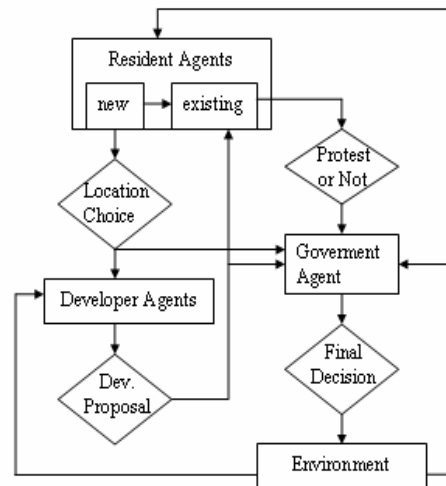 Resident Agents
new
existing
Protest
or Not
Location
Choice
Goverment
Agent
Developer Agents
Dev.
Proposal
Final
Decision
Environment